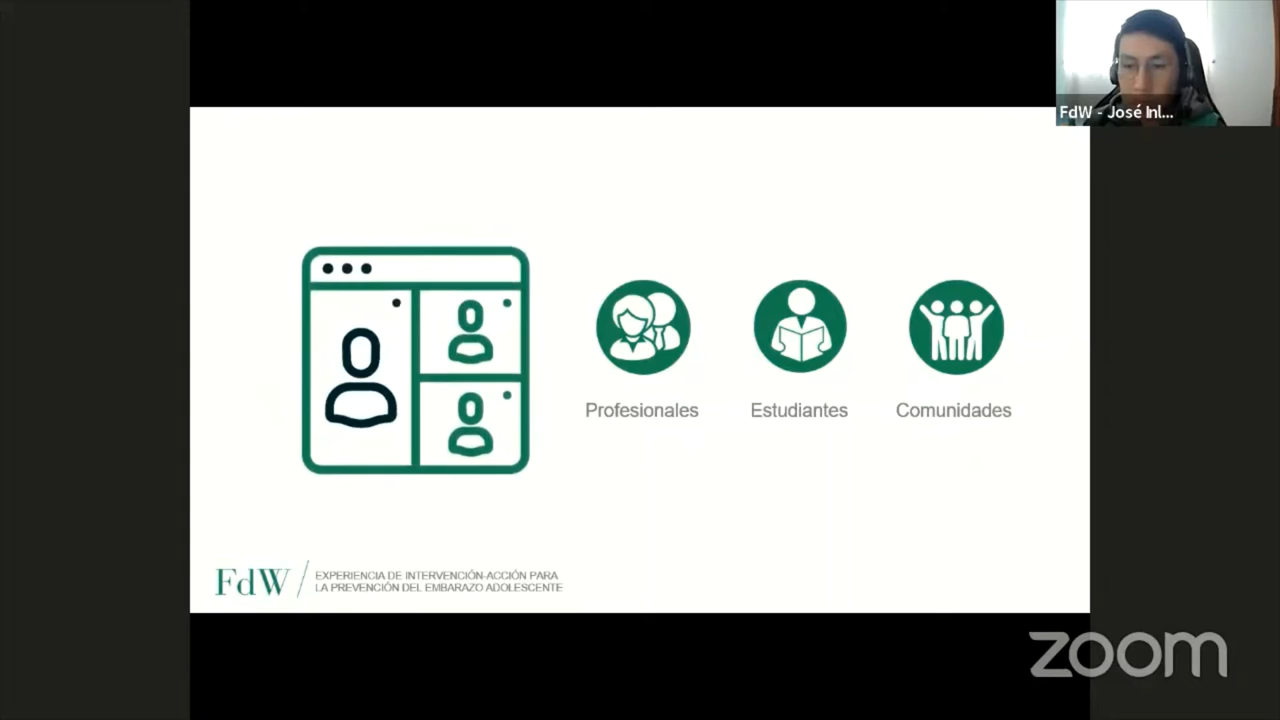 FdW - José Inl...
Profesionales
Estudiantes
Comunidades
FdW
EXPERIENCIA DE INTERVENCIÓN-ACCIÓN PARA
LA PREVENCIÓN DEL EMBARAZO ADOLESCENTE
zoom